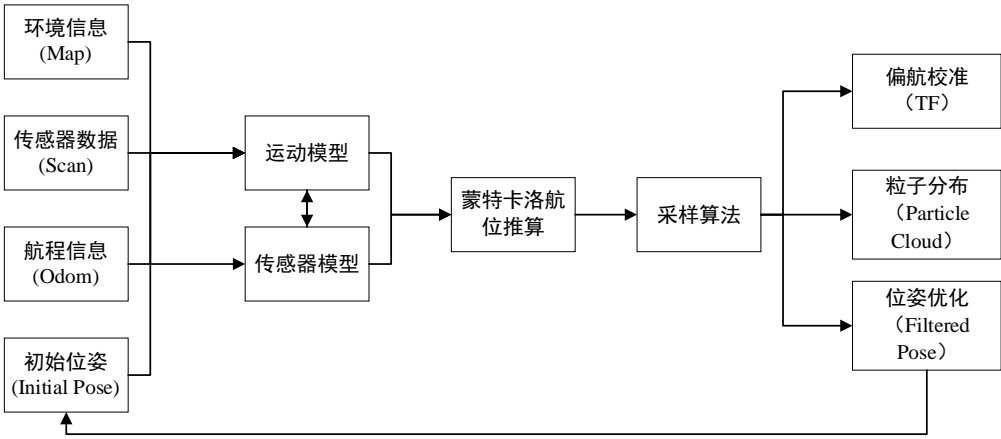 环境信息
(Map)
传感器数据
(Scan)
航程信息
(Odom)
初始位姿
(Initial Pose)
运动模型
传感器模型
蒙特卡洛航
位推算
采样算法
偏航校准
（TF）
粒子分布
（Particle
Cloud）
位姿优化
（Filtered
Pose）